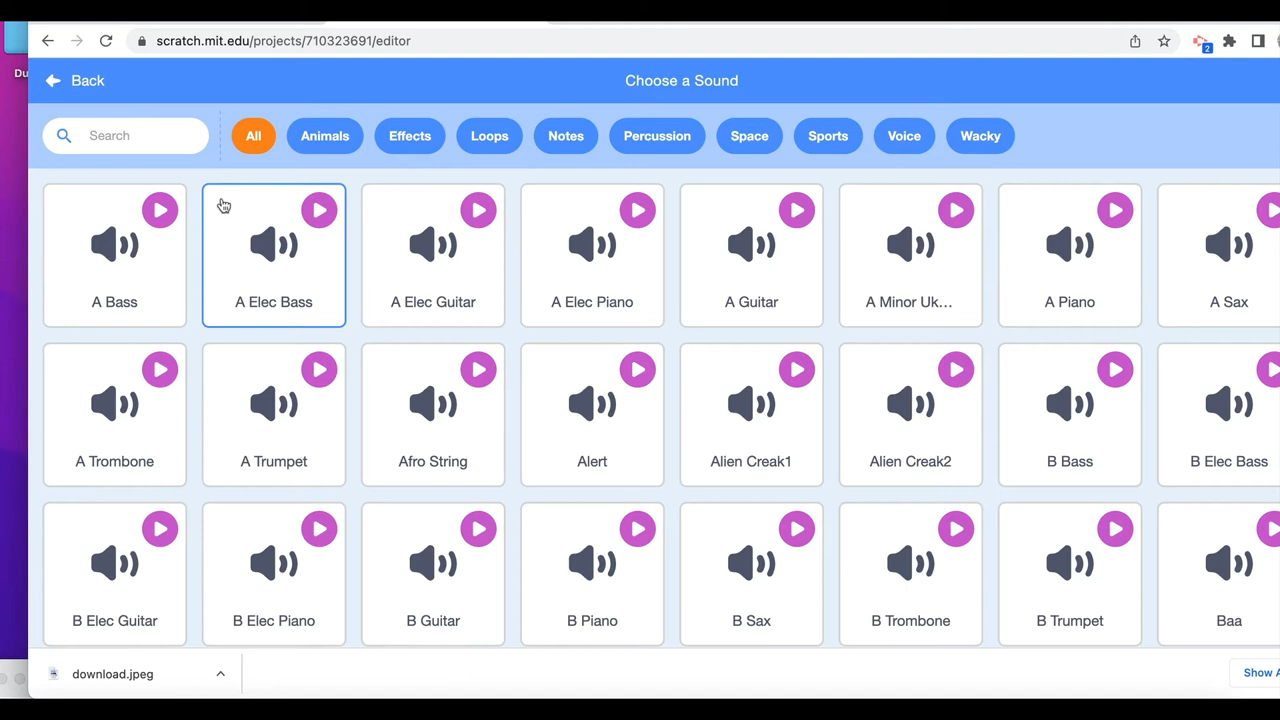 Du
scratch.mit.edu/projects/710323691/editor
2
Back
Choose a Sound
Search
All
Animals
Effects
Loops
Notes
Percussion
Space
Sports
Voice
Wacky
A Bass
A Elec Bass
A Elec Guitar
A Elec Piano
A Guitar
A Minor Uk...
A Piano
A Sax
A Trombone
A Trumpet
Afro String
Alert
Alien Creak1
Alien Creak2
B Bass
B Elec Bass
B Elec Guitar
B Elec Piano
B Guitar
B Piano
B Sax
B Trombone
B Trumpet
Baa
download.jpeg
Show A